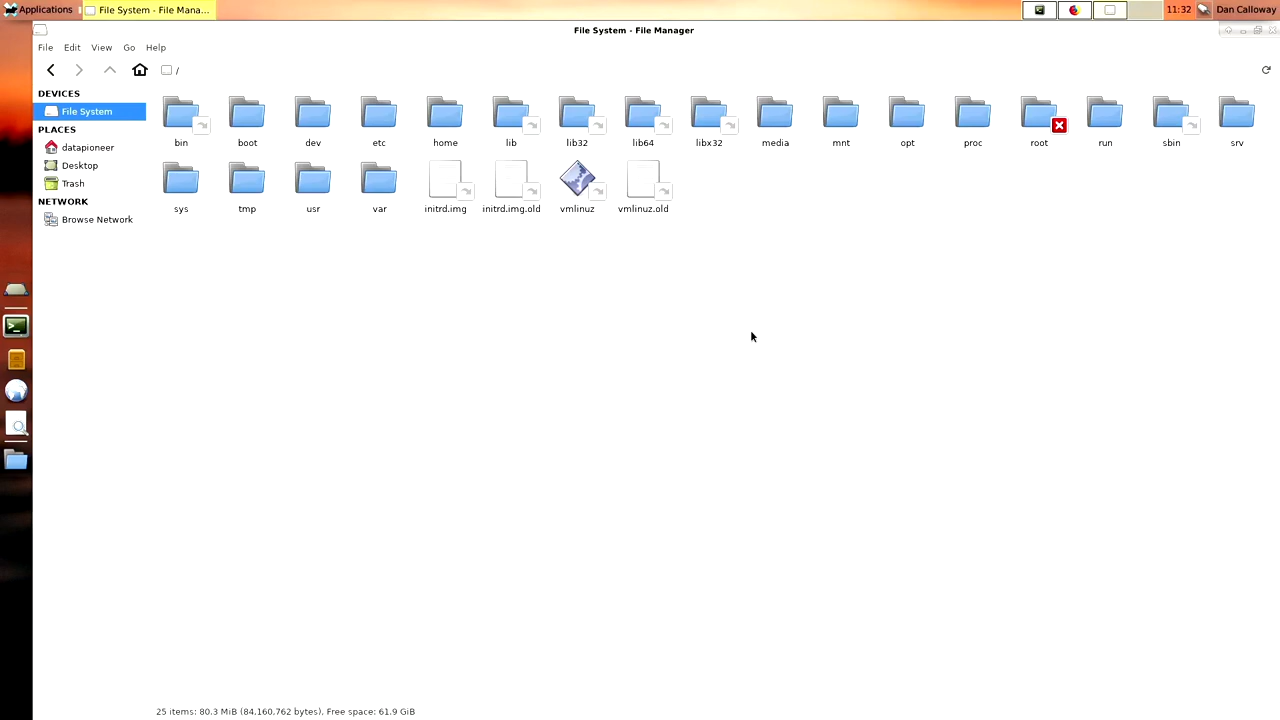 Applications
File System - File Mana...
11:32
Dan Calloway
File System - File Manager
File Edit View Go Help
/
DEVICES
File System
PLACES
datapioneer
Desktop
Trash
NETWORK
Browse Network
bin boot dev etc home lib lib32 lib64 libx32 media mnt opt proc root run sbin srv
sys tmp usr var initrd.img initrd.img.old vmlinuz vmlinuz.old
25 items: 80.3 MiB (84,160,762 bytes), Free space: 61.9 GiB